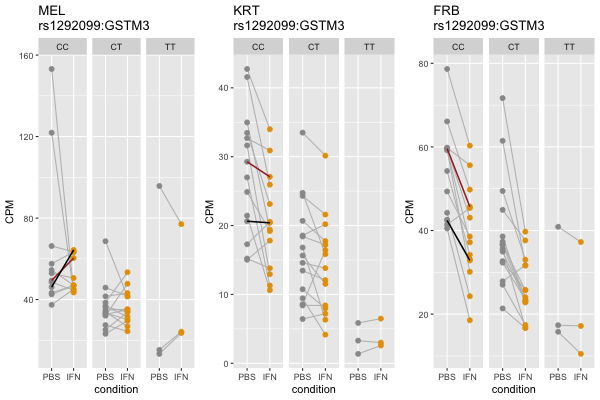 MEL
rs1292099:GSTM3
CC CT TT
160
120
80
40
CPM
PBS IFN PBS IFN PBS IFN
condition
KRT
rs1292099:GSTM3
CC CT TT
40
30
20
10
0
CPM
PBS IFN PBS IFN PBS IFN
condition
FRB
rs1292099:GSTM3
CC CT TT
80
60
40
20
CPM
PBS IFN PBS IFN PBS IFN
condition